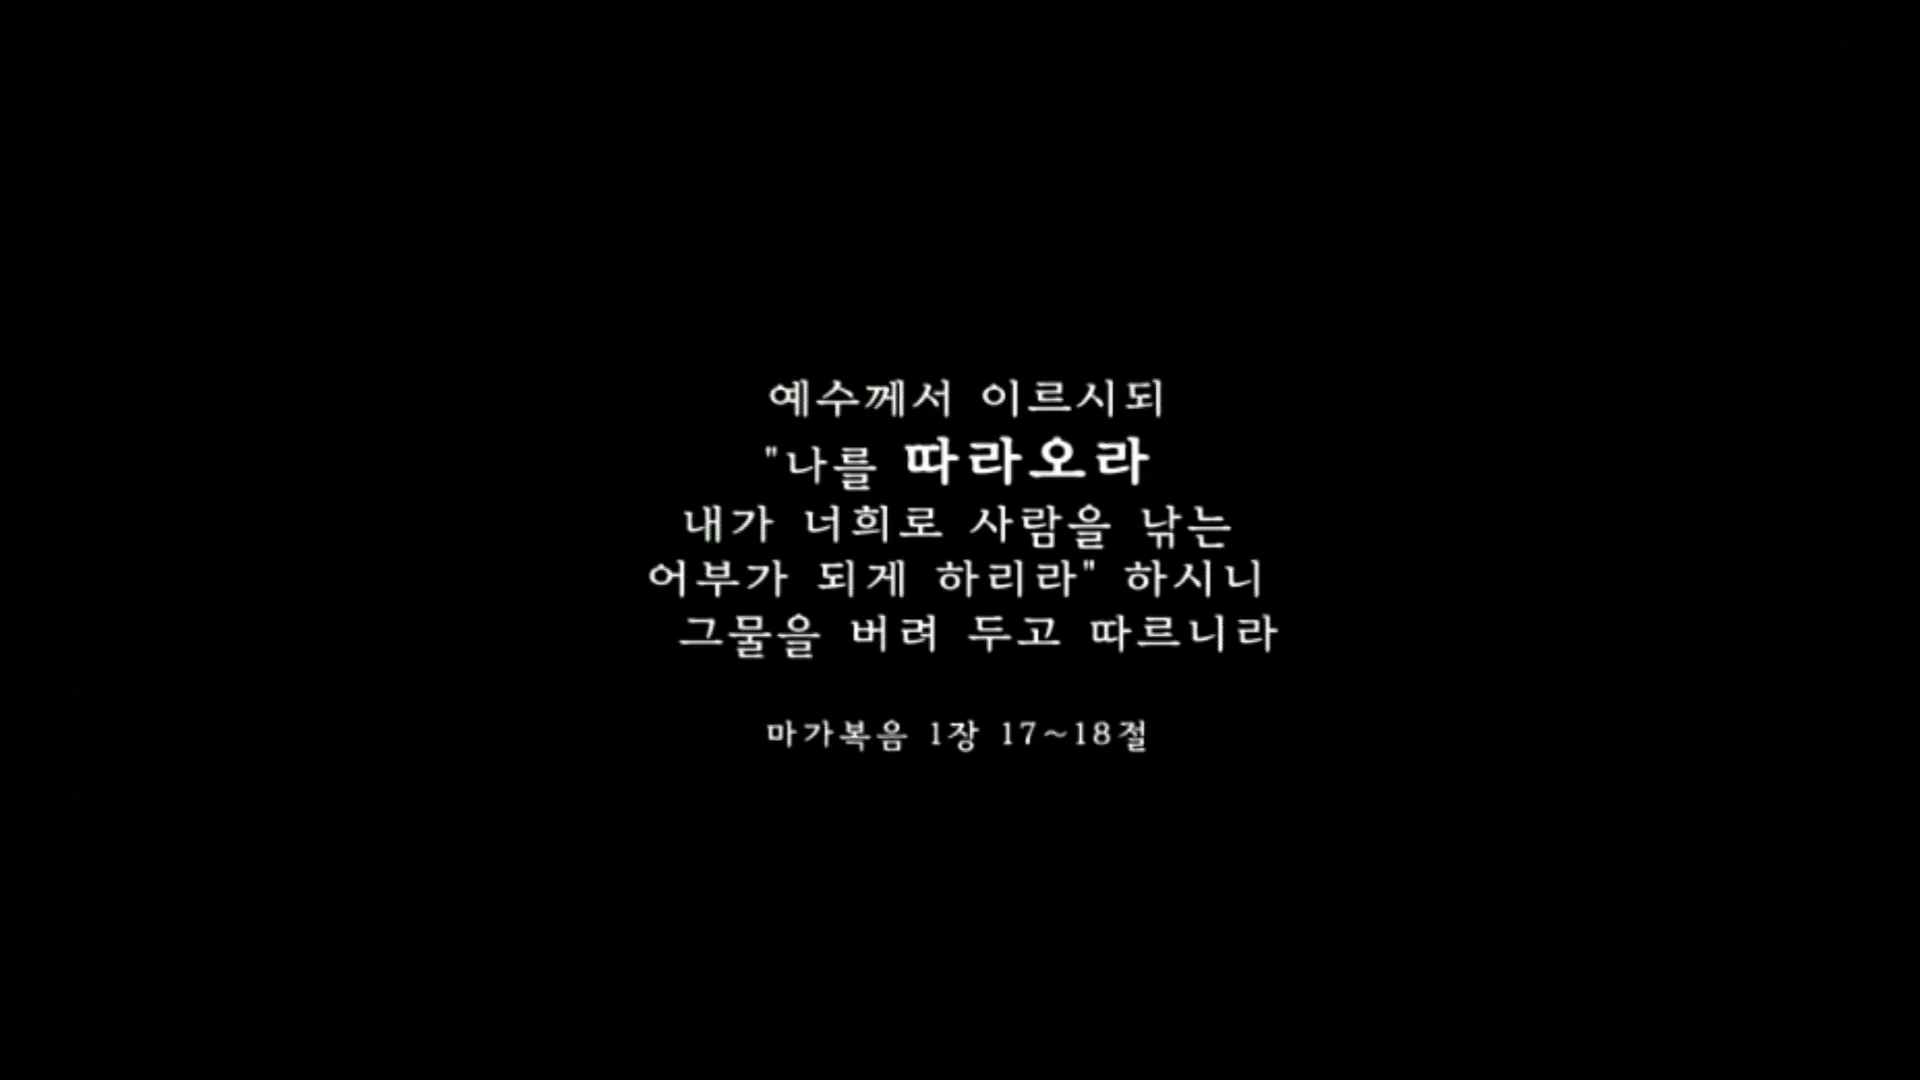 예수께서 이르시되
"나를 따라오라
내가 너희로 사람을 낚는
어부가 되게 하리라" 하시니
그물을 버려 두고 따르니라
마가복음 1장 17~18절